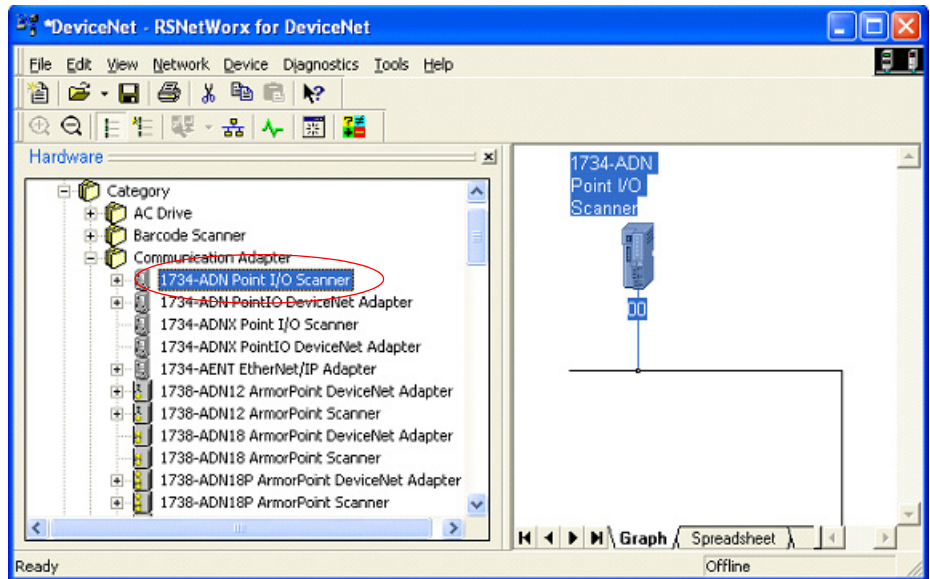 *DeviceNet - RSNetWorx for DeviceNet
File Edit View Network Device Diagnostics Tools Help
Hardware
Category
AC Drive
Barcode Scanner
Communication Adapter
1734-ADN Point I/O Scanner
1734-ADN PointIO DeviceNet Adapter
1734-ADNX Point I/O Scanner
1734-ADNX PointIO DeviceNet Adapter
1734-AENT EtherNet/IP Adapter
1738-ADN12 ArmorPoint DeviceNet Adapter
1738-ADN12 ArmorPoint Scanner
1738-ADN18 ArmorPoint DeviceNet Adapter
1738-ADN18 ArmorPoint Scanner
1738-ADN18P ArmorPoint DeviceNet Adapter
1738-ADN18P ArmorPoint Scanner
1734-ADN
Point I/O
Scanner
00
Graph Spreadsheet
Ready Offline